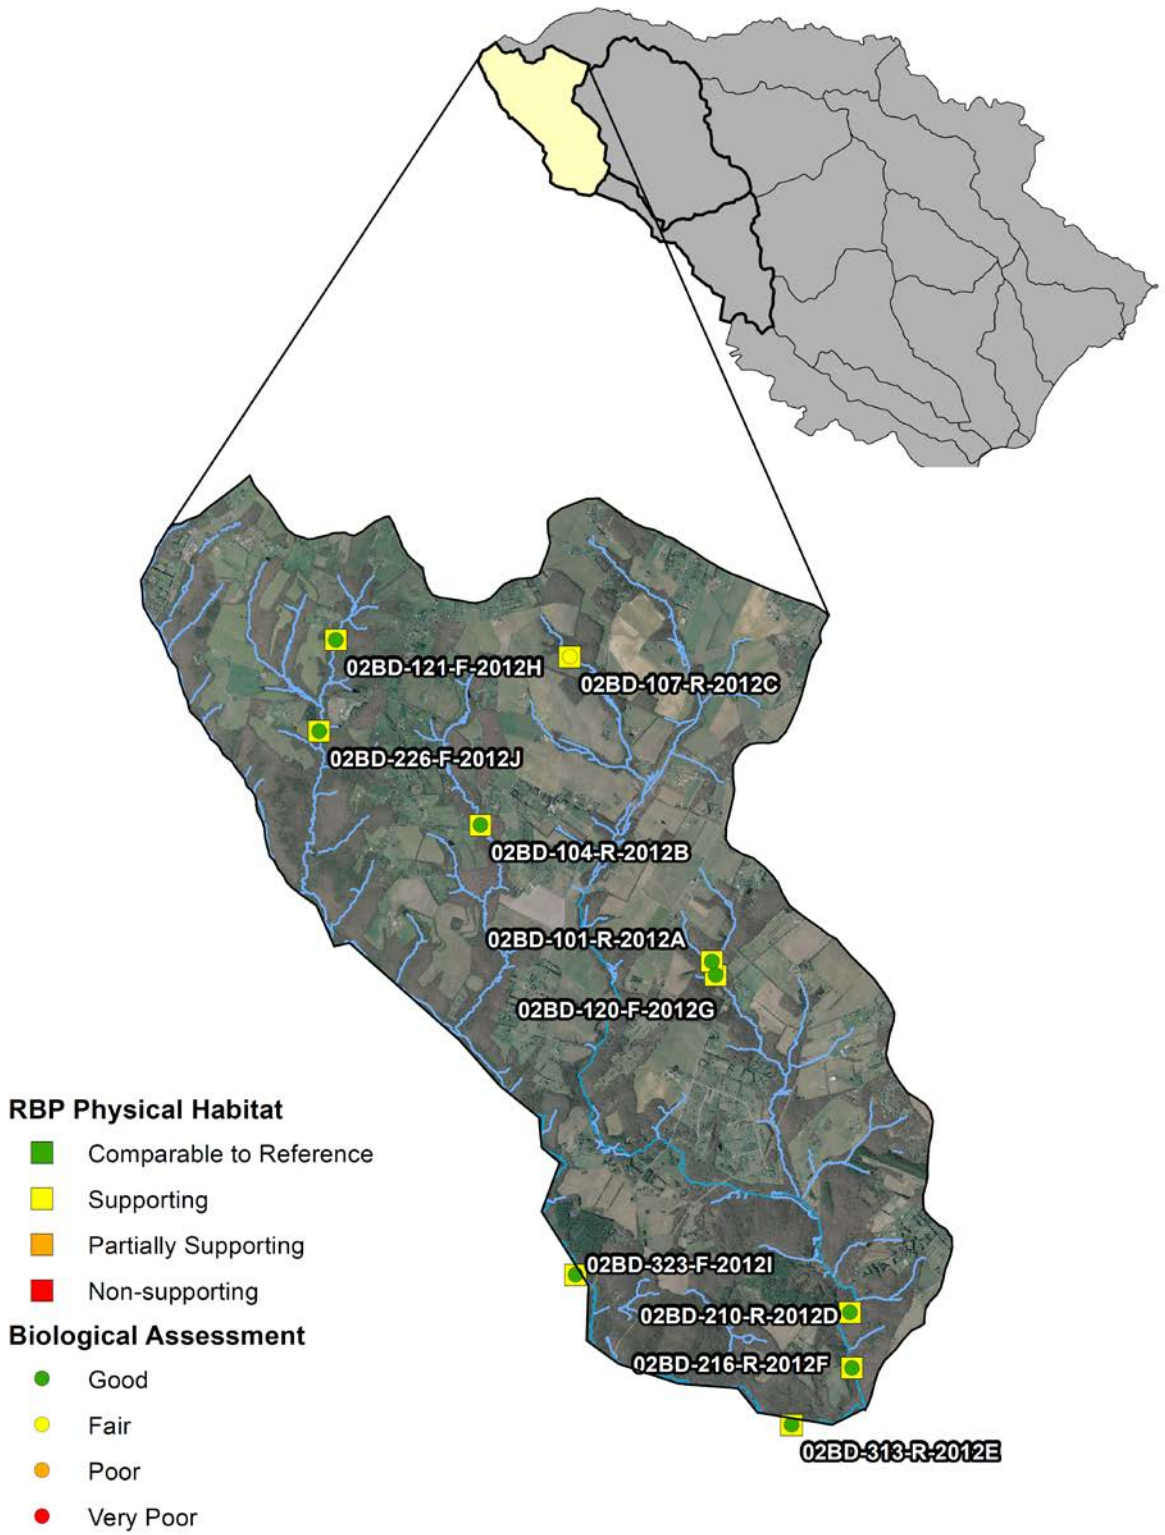 02BD-121-F-2012H
02BD-107-R-2012C
02BD-226-F-2012J
02BD-104-R-2012B
02BD-101-R-2012A
02BD-120-F-2012G
02BD-323-F-2012I
02BD-210-R-2012D
02BD-216-R-2012F
02BD-313-R-2012E
RBP Physical Habitat
Comparable to Reference
Supporting
Partially Supporting
Non-supporting
Biological Assessment
Good
Fair
Poor
Very Poor